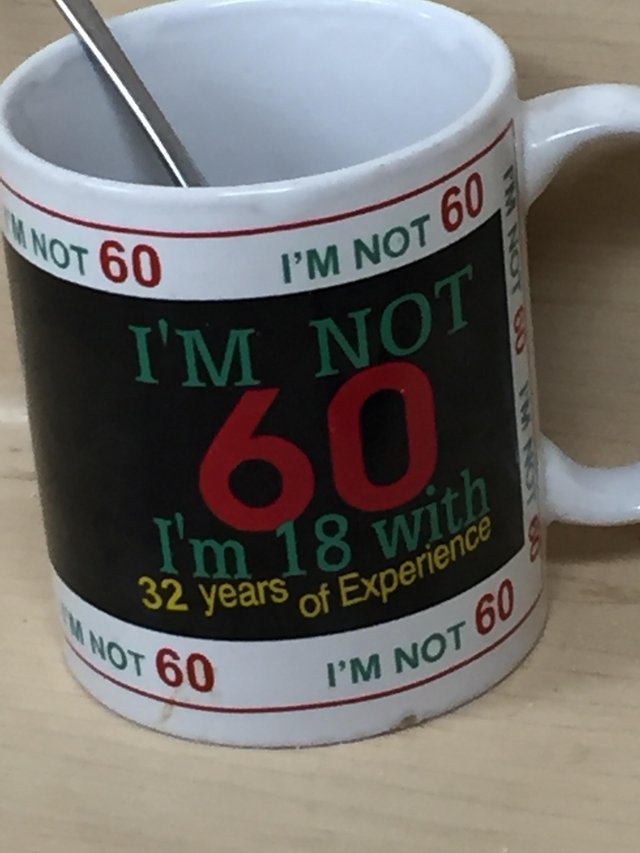 I'M NOT 60 I'M NOT 60
I'M NOT
60
I'm 18 with
32 years of Experience
I'M NOT 60 I'M NOT 60
I'M NOT 60 I'M NOT 60